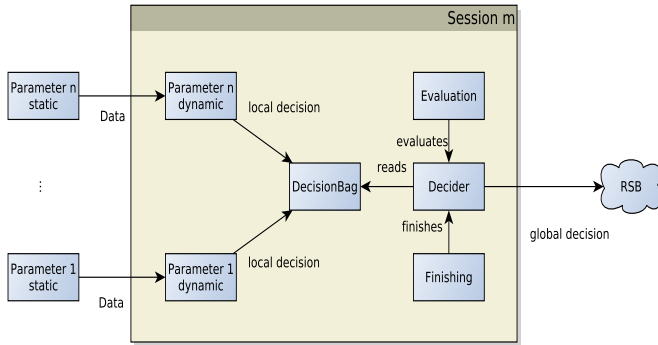 Session m
Parameter n
static
Data
Parameter n
dynamic
local decision
Evaluation
evaluates
reads
DecisionBag
Decider
RSB
global decision
finishes
⋮
Parameter 1
static
Data
Parameter 1
dynamic
local decision
Finishing